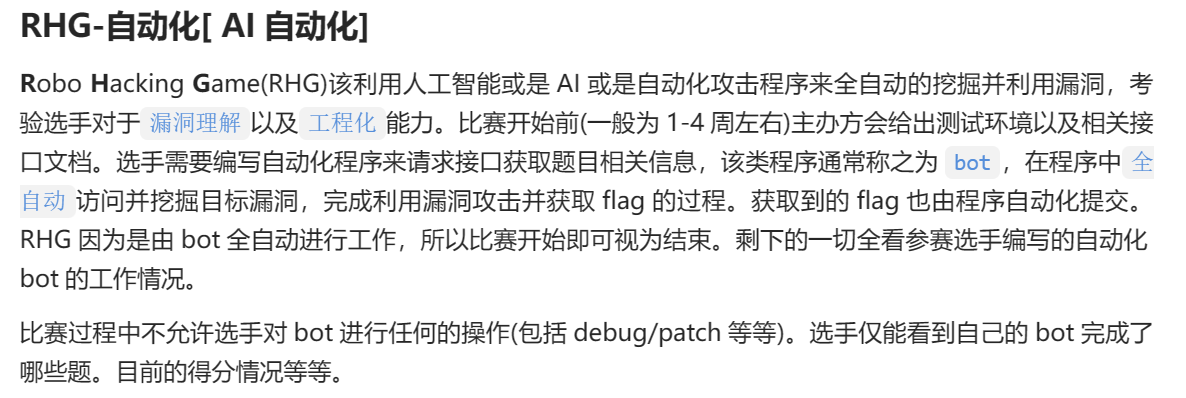 RHG-自动化[ AI 自动化]
Robo Hacking Game(RHG)该利用人工智能或是 AI 或是自动化攻击程序来全自动的挖掘并利用漏洞，考
验选手对于 漏洞理解 以及 工程化 能力。比赛开始前(一般为 1-4 周左右)主办方会给出测试环境以及相关接
口文档。选手需要编写自动化程序来请求接口获取题目相关信息，该类程序通常称之为 bot ，在程序中 全
自动 访问并挖掘目标漏洞，完成利用漏洞攻击并获取 flag 的过程。获取到的 flag 也由程序自动化提交。
RHG 因为是由 bot 全自动进行工作，所以比赛开始即可视为结束。剩下的一切全看参赛选手编写的自动化
bot 的工作情况。
比赛过程中不允许选手对 bot 进行任何的操作(包括 debug/patch 等等)。选手仅能看到自己的 bot 完成了
哪些题。目前的得分情况等等。